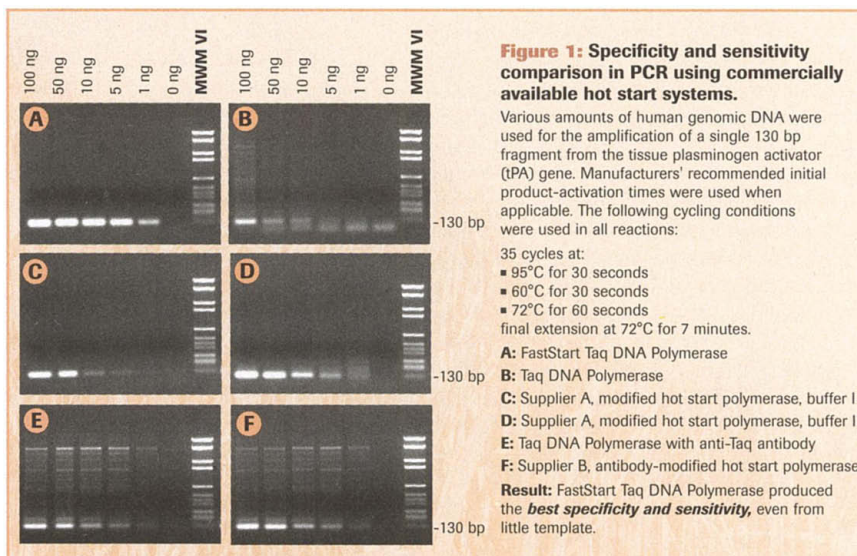 100 ng 50 ng 10 ng 5 ng 1 ng 0 ng MWM VI 100 ng 50 ng 10 ng 5 ng 1 ng 0 ng MWM VI
A B
-130 bp
C D
-130 bp
E F
-130 bp
Figure 1: Specificity and sensitivity
comparison in PCR using commercially
available hot start systems.
Various amounts of human genomic DNA were
used for the amplification of a single 130 bp
fragment from the tissue plasminogen activator
(tPA) gene. Manufacturers' recommended initial
product-activation times were used when
applicable. The following cycling conditions
were used in all reactions:
35 cycles at:
▪ 95°C for 30 seconds
▪ 60°C for 30 seconds
▪ 72°C for 60 seconds
final extension at 72°C for 7 minutes.
A: FastStart Taq DNA Polymerase
B: Taq DNA Polymerase
C: Supplier A, modified hot start polymerase, buffer I
D: Supplier A, modified hot start polymerase, buffer I
E: Taq DNA Polymerase with anti-Taq antibody
F: Supplier B, antibody-modified hot start polymerase
Result: FastStart Taq DNA Polymerase produced
the best specificity and sensitivity, even from
little template.